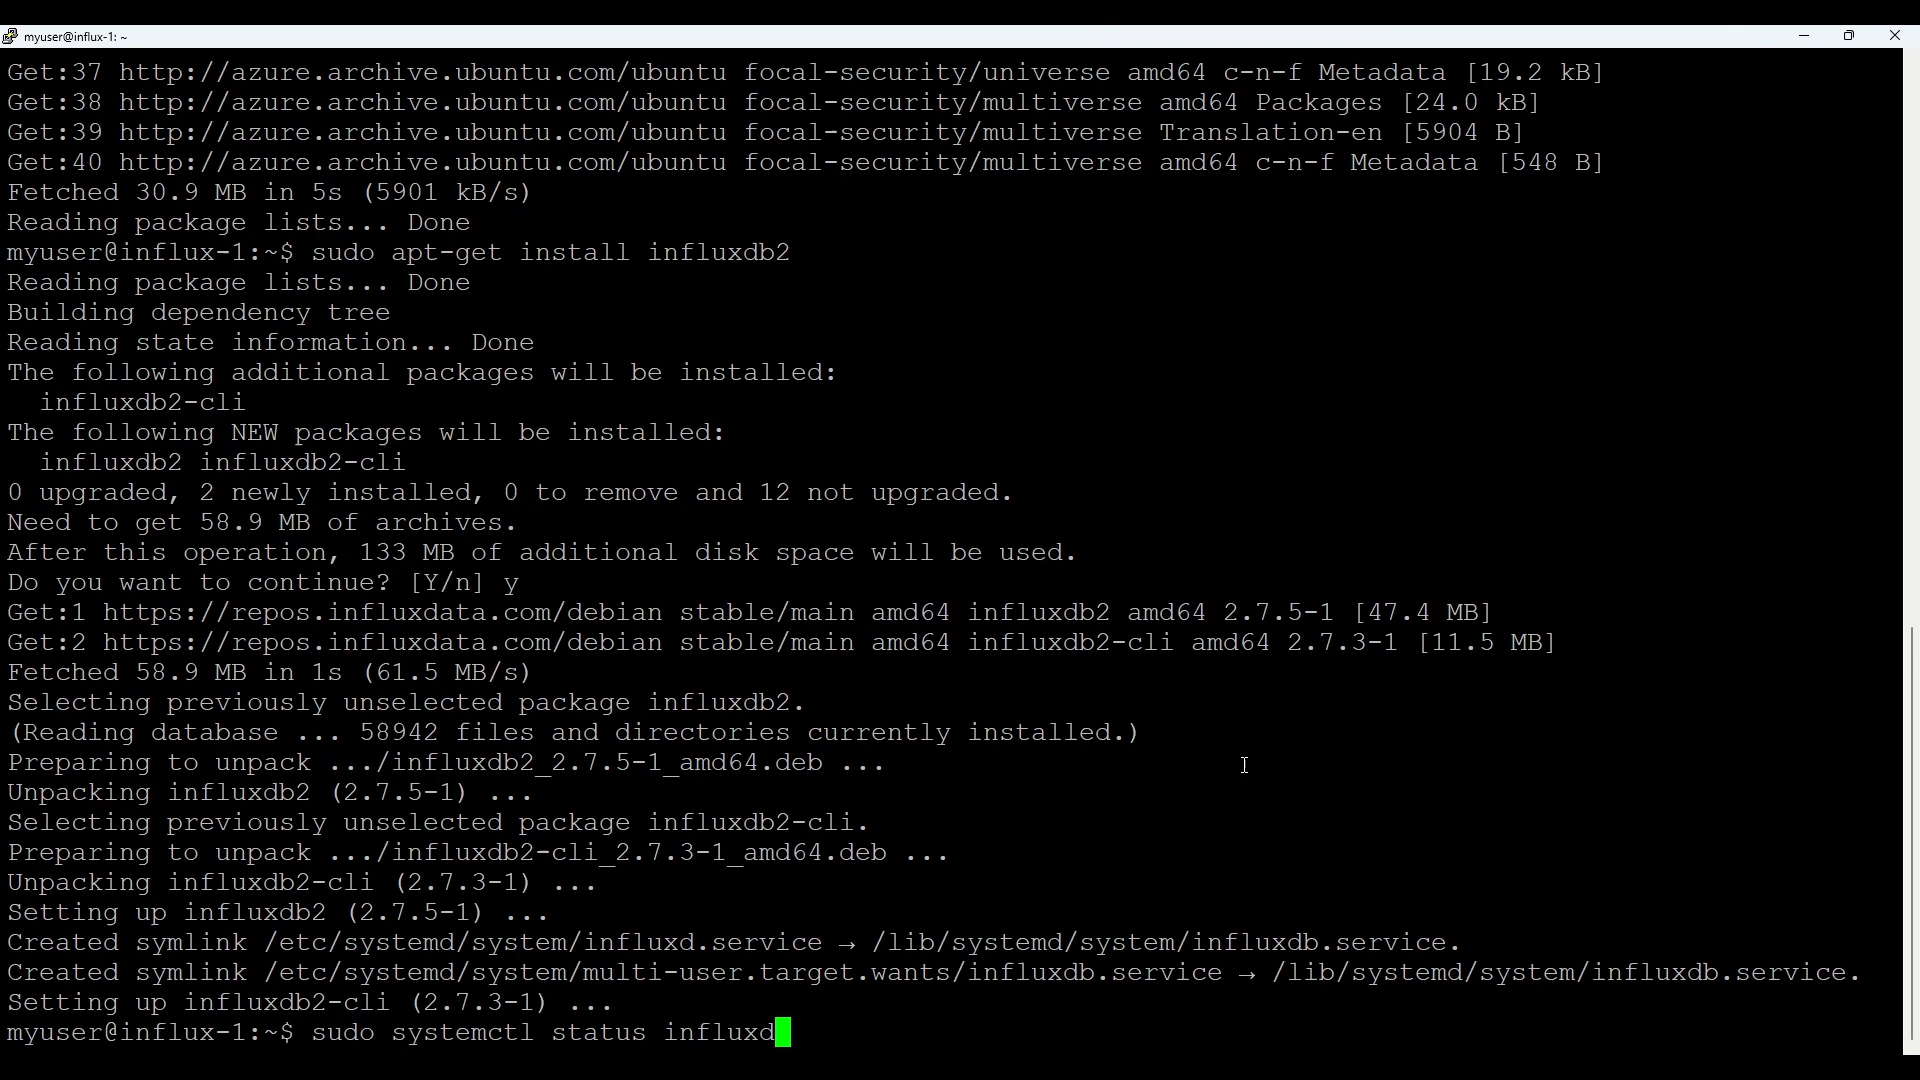 myuser@influx-1: ~
Get:37 http://azure.archive.ubuntu.com/ubuntu focal-security/universe amd64 c-n-f Metadata [19.2 kB]
Get:38 http://azure.archive.ubuntu.com/ubuntu focal-security/multiverse amd64 Packages [24.0 kB]
Get:39 http://azure.archive.ubuntu.com/ubuntu focal-security/multiverse Translation-en [5904 B]
Get:40 http://azure.archive.ubuntu.com/ubuntu focal-security/multiverse amd64 c-n-f Metadata [548 B]
Fetched 30.9 MB in 5s (5901 kB/s)
Reading package lists... Done
myuser@influx-1:~$ sudo apt-get install influxdb2
Reading package lists... Done
Building dependency tree
Reading state information... Done
The following additional packages will be installed:
  influxdb2-cli
The following NEW packages will be installed:
  influxdb2 influxdb2-cli
0 upgraded, 2 newly installed, 0 to remove and 12 not upgraded.
Need to get 58.9 MB of archives.
After this operation, 133 MB of additional disk space will be used.
Do you want to continue? [Y/n] y
Get:1 https://repos.influxdata.com/debian stable/main amd64 influxdb2 amd64 2.7.5-1 [47.4 MB]
Get:2 https://repos.influxdata.com/debian stable/main amd64 influxdb2-cli amd64 2.7.3-1 [11.5 MB]
Fetched 58.9 MB in 1s (61.5 MB/s)
Selecting previously unselected package influxdb2.
(Reading database ... 58942 files and directories currently installed.)
Preparing to unpack .../influxdb2_2.7.5-1_amd64.deb ...
Unpacking influxdb2 (2.7.5-1) ...
Selecting previously unselected package influxdb2-cli.
Preparing to unpack .../influxdb2-cli_2.7.3-1_amd64.deb ...
Unpacking influxdb2-cli (2.7.3-1) ...
Setting up influxdb2 (2.7.5-1) ...
Created symlink /etc/systemd/system/influxd.service → /lib/systemd/system/influxdb.service.
Created symlink /etc/systemd/system/multi-user.target.wants/influxdb.service → /lib/systemd/system/influxdb.service.
Setting up influxdb2-cli (2.7.3-1) ...
myuser@influx-1:~$ sudo systemctl status influxd